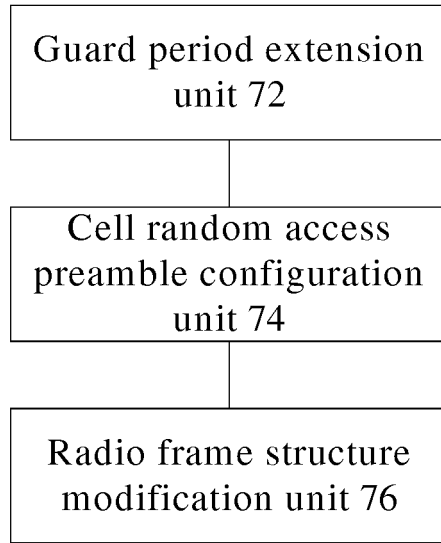 Guard period extension
unit 72
Cell random access
preamble configuration
unit 74
Radio frame structure
modification unit 76